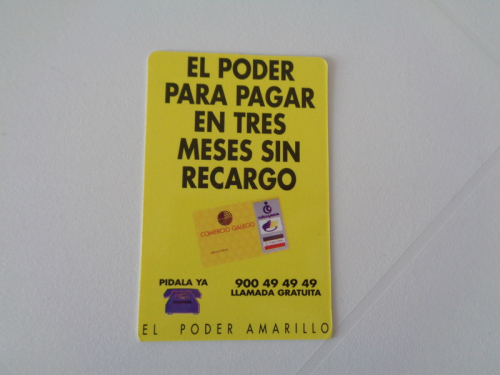 EL PODER
PARA PAGAR
EN TRES
MESES SIN
RECARGO
COMERCIO GALEGO
PIDALA YA
900 49 49 49
LLAMADA GRATUITA
EL PODER AMARILLO